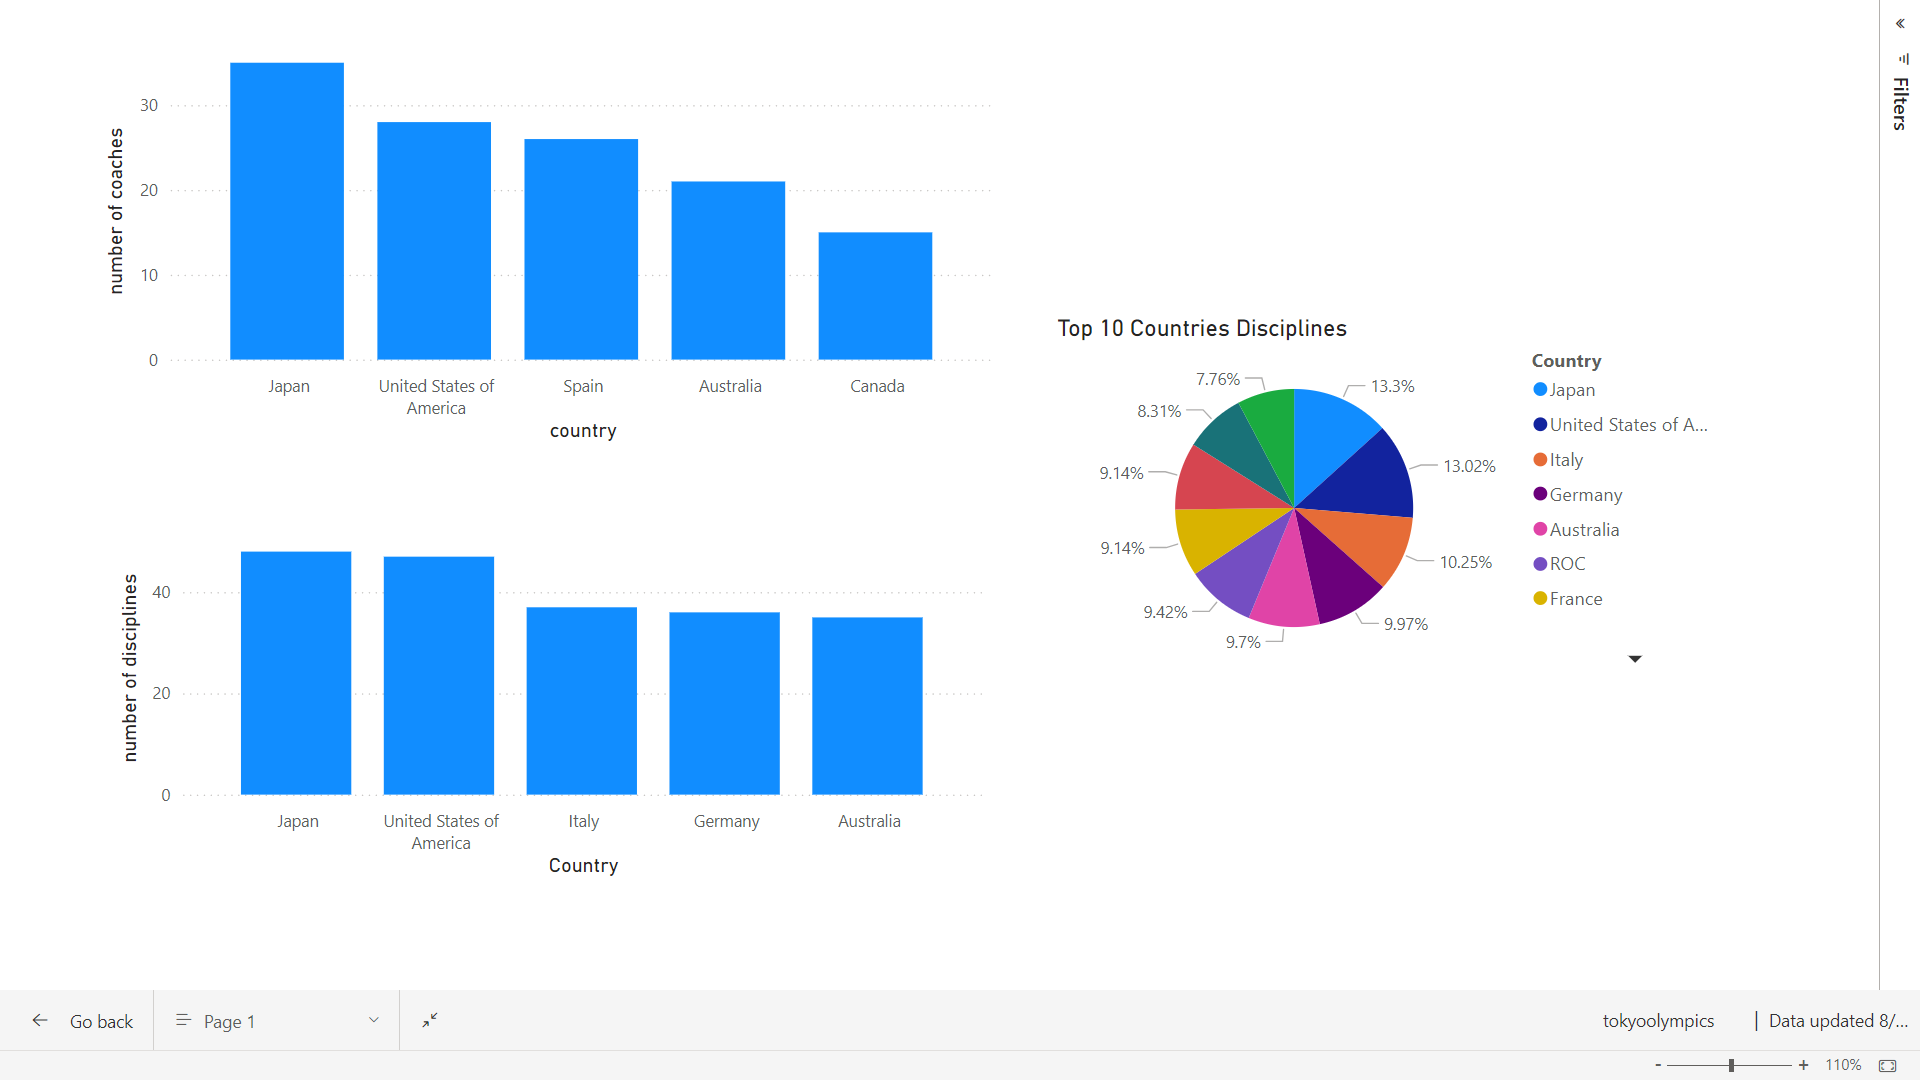 30
20
10
0
number of coaches
Japan
United States of
America
Spain
Australia
Canada
country
40
20
0
number of disciplines
Japan
United States of
America
Italy
Germany
Australia
Country
Top 10 Countries Disciplines
13.3%
13.02%
10.25%
9.97%
9.7%
9.42%
9.14%
9.14%
8.31%
7.76%
Country
Japan
United States of A...
Italy
Germany
Australia
ROC
France
Filters
Go back
Page 1
tokyoolympics
| Data updated 8/...
- + 110%